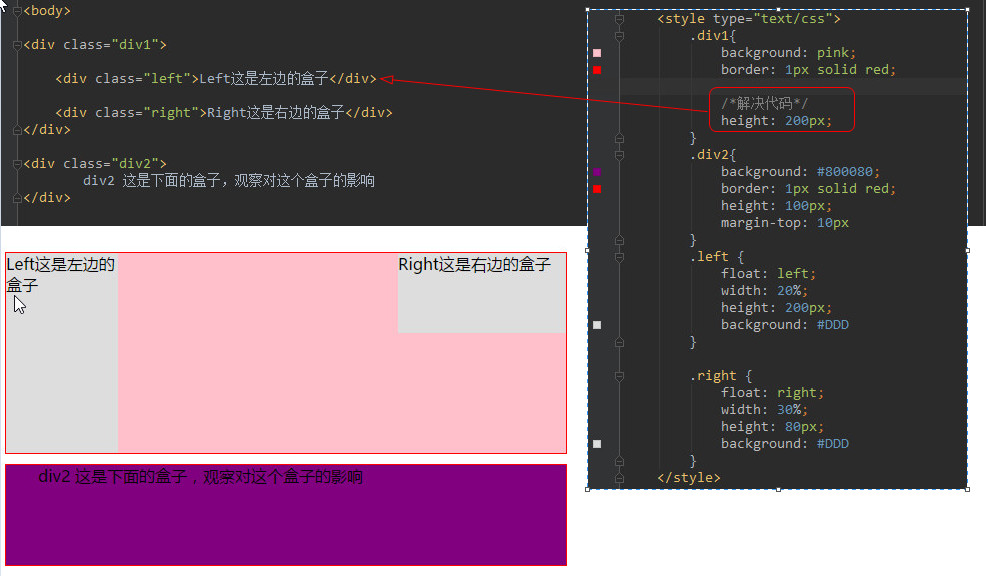 <body>
<div class="div1">
<div class="left">Left这是左边的盒子</div>
<div class="right">Right这是右边的盒子</div>
</div>
<div class="div2">
div2 这是下面的盒子，观察对这个盒子的影响
</div>
<style type="text/css">
.div1{
background: pink;
border: 1px solid red;
/*解决代码*/
height: 200px;
}
.div2{
background: #800080;
border: 1px solid red;
height: 100px;
margin-top: 10px
}
.left {
float: left;
width: 20%;
height: 200px;
background: #DDD
}
.right {
float: right;
width: 30%;
height: 80px;
background: #DDD
}
</style>
Left这是左边的
盒子
Right这是右边的盒子
div2 这是下面的盒子，观察对这个盒子的影响